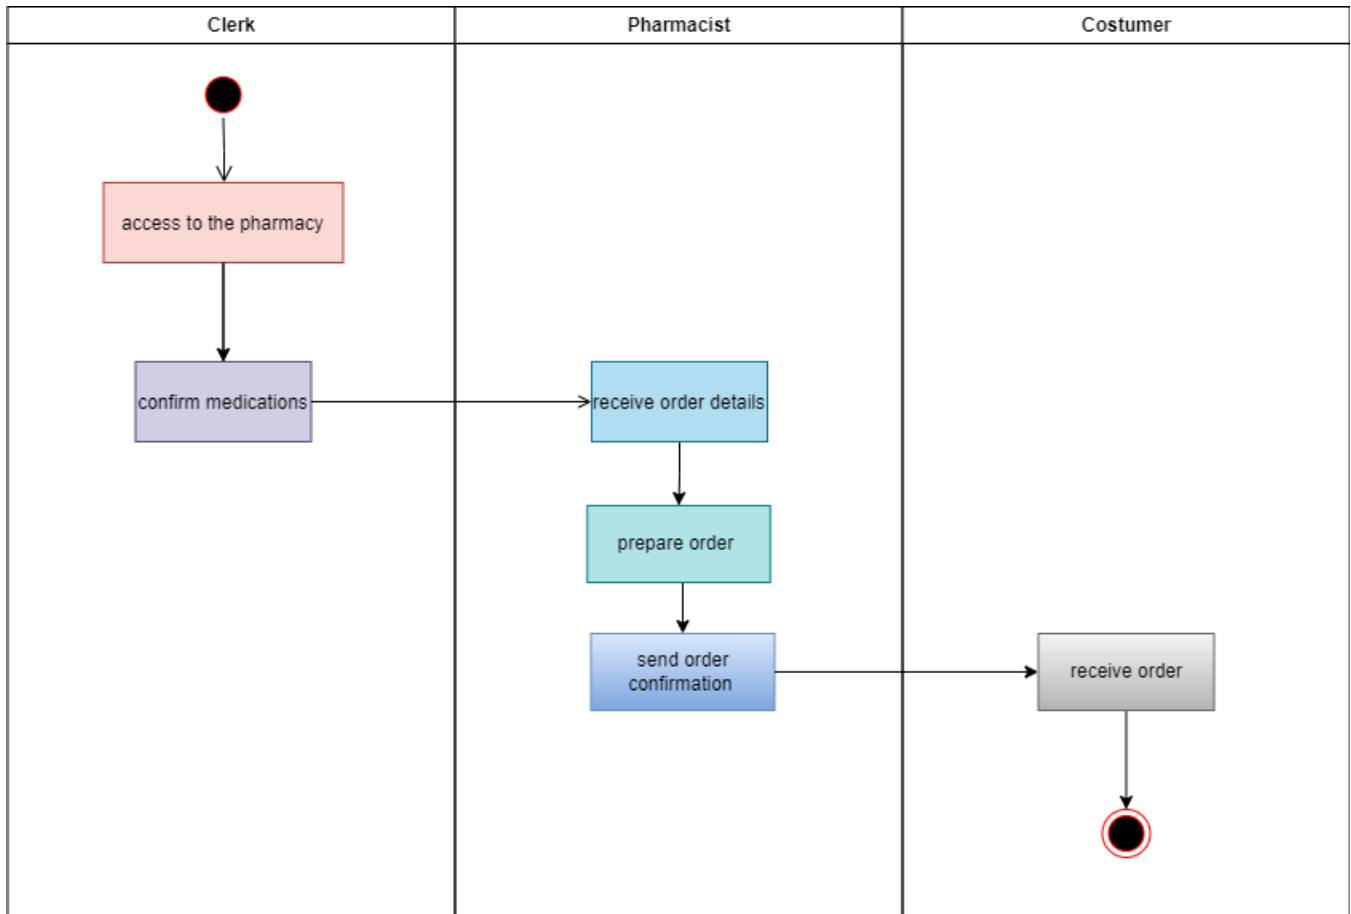 Clerk
Pharmacist
Costumer
access to the pharmacy
confirm medications
receive order details
prepare order
send order
confirmation
receive order